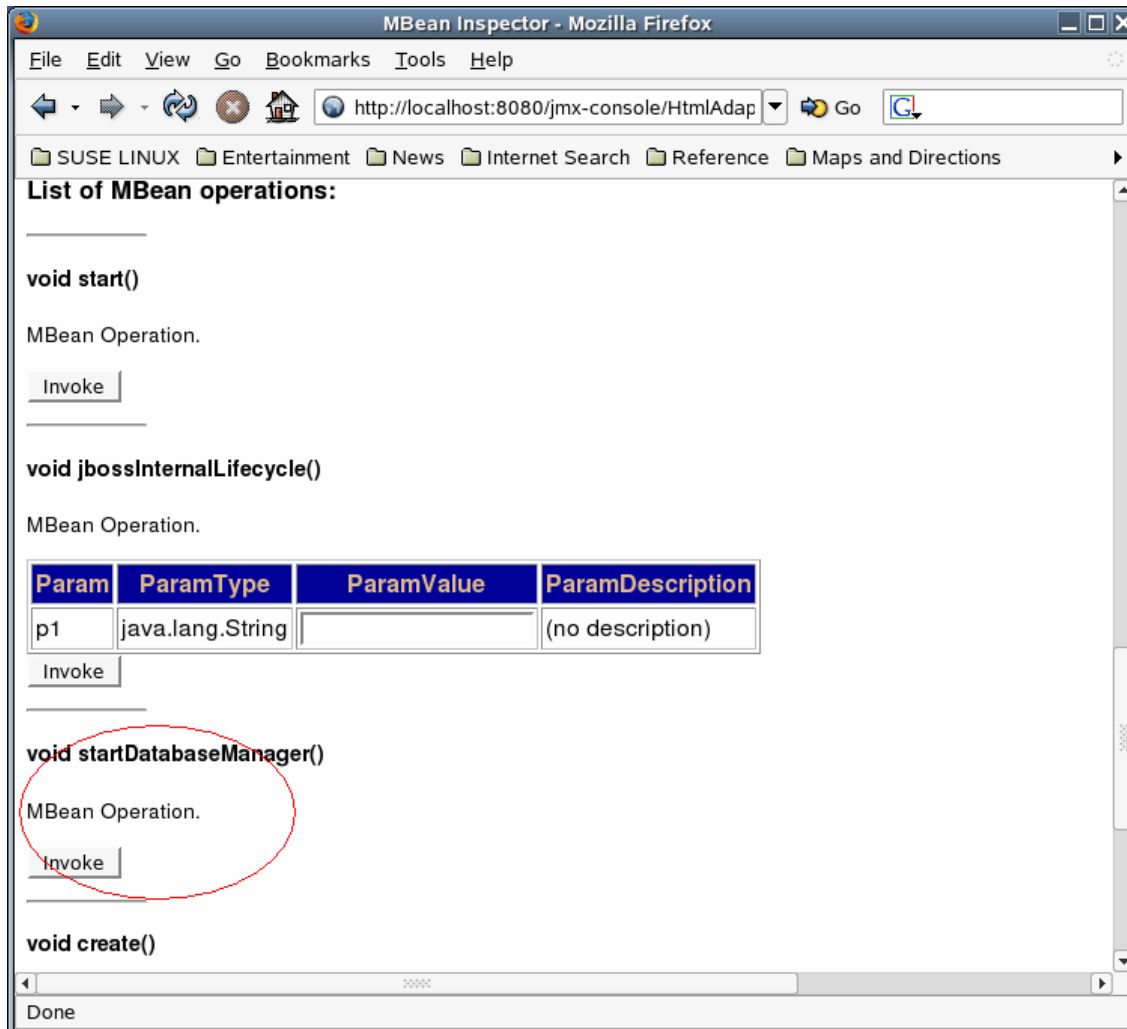 MBean Inspector - Mozilla Firefox
File Edit View Go Bookmarks Tools Help
http://localhost:8080/jmx-console/HtmlAdap Go G
SUSE LINUX Entertainment News Internet Search Reference Maps and Directions
List of MBean operations:
void start()
MBean Operation.
Invoke
void jbossInternalLifecycle()
MBean Operation.
Param ParamType ParamValue ParamDescription
p1 java.lang.String (no description)
Invoke
void startDatabaseManager()
MBean Operation.
Invoke
void create()
Done